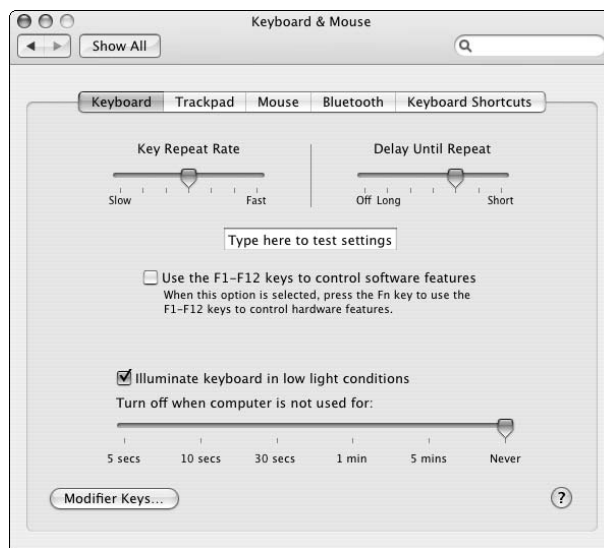 Keyboard & Mouse
Show All
Keyboard Trackpad Mouse Bluetooth Keyboard Shortcuts
Key Repeat Rate Delay Until Repeat
Slow Fast Off Long Short
Type here to test settings
Use the F1–F12 keys to control software features
When this option is selected, press the Fn key to use the
F1–F12 keys to control hardware features.
Illuminate keyboard in low light conditions
Turn off when computer is not used for:
5 secs 10 secs 30 secs 1 min 5 mins Never
Modifier Keys... ?